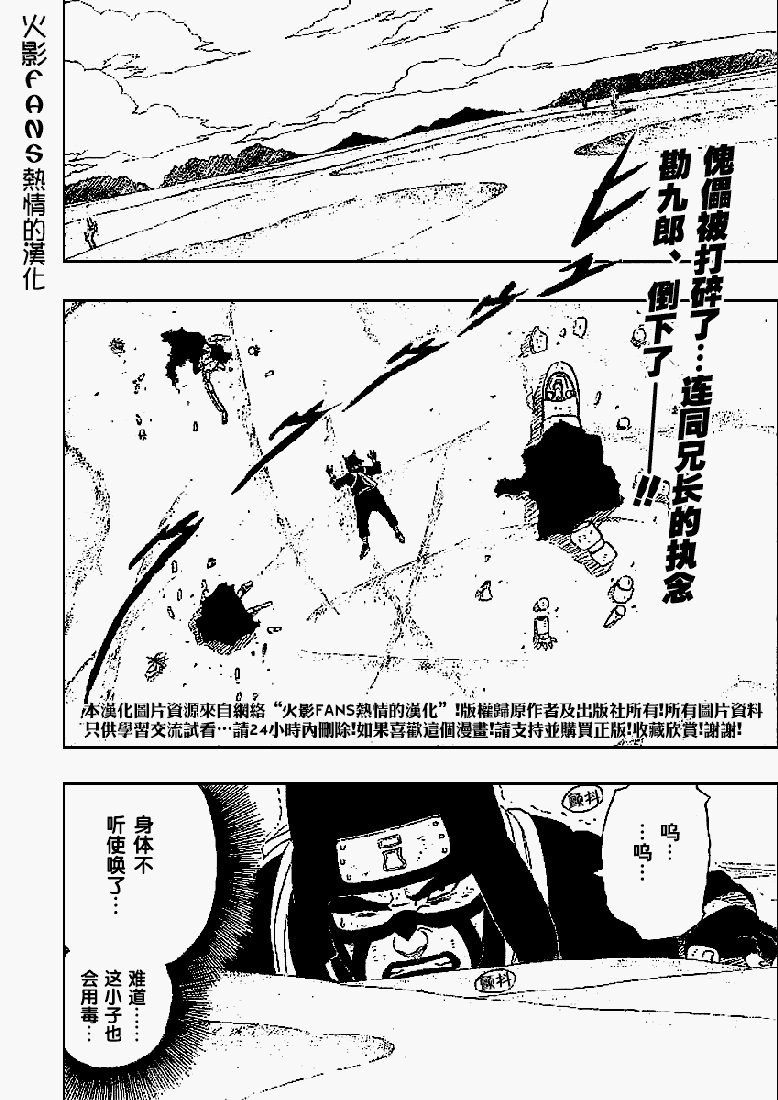 火影FANS熱情的漢化
傀儡被打碎了…连同兄长的执念
勘九郎、倒下了——!!
本漢化圖片資源來自網絡“火影FANS熱情的漢化”!版權歸原作者及出版社所有!所有圖片資料
只供學習交流試看…請24小時內刪除!如果喜歡這個漫畫!請支持並購買正版!收藏欣賞!謝謝!
呜…
…呜…
颤抖
身体不
听使唤了…
颤抖
难道……
这小子也
会用毒…